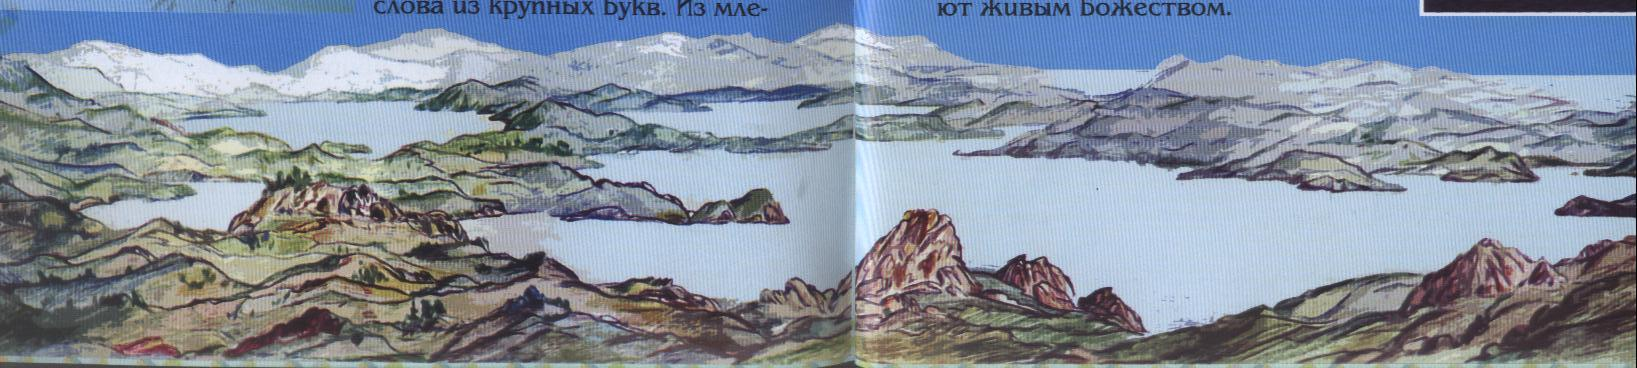 слова из крупных букв. Из мле-
ют живым Божеством.